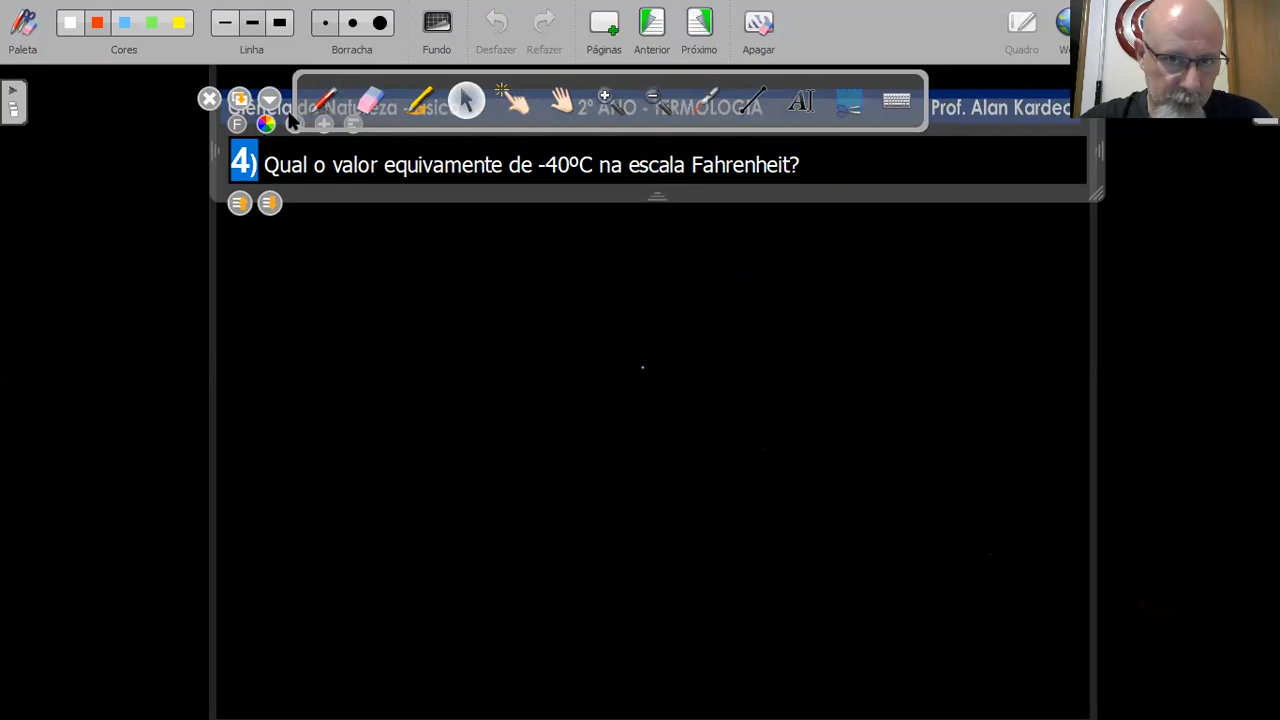 Paleta
Cores
Linha
Borracha
Fundo
Desfazer
Refazer
Páginas
Anterior
Próximo
Apagar
Quadro
2º ANO - TERMOLOGIA
Prof. Alan Kardec
F
4) Qual o valor equivamente de -40ºC na escala Fahrenheit?